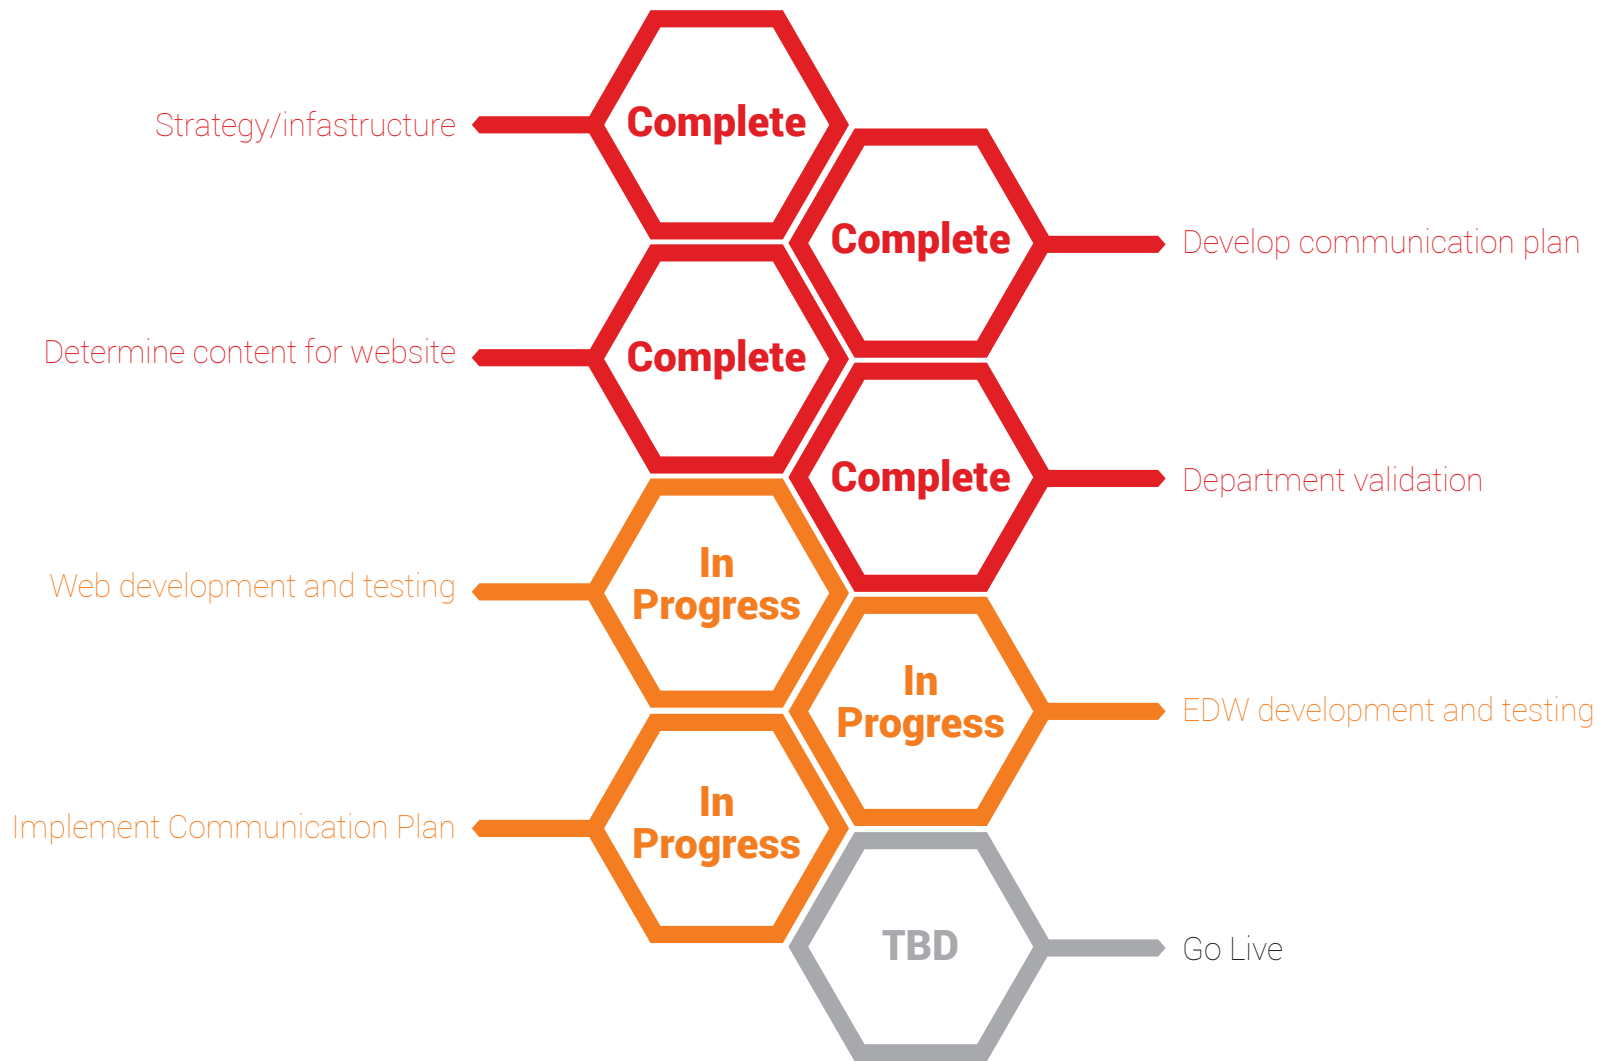 Strategy/infastructure
Complete
Complete
Develop communication plan
Determine content for website
Complete
Complete
Department validation
Web development and testing
In
Progress
In
Progress
EDW development and testing
Implement Communication Plan
In
Progress
TBD
Go Live